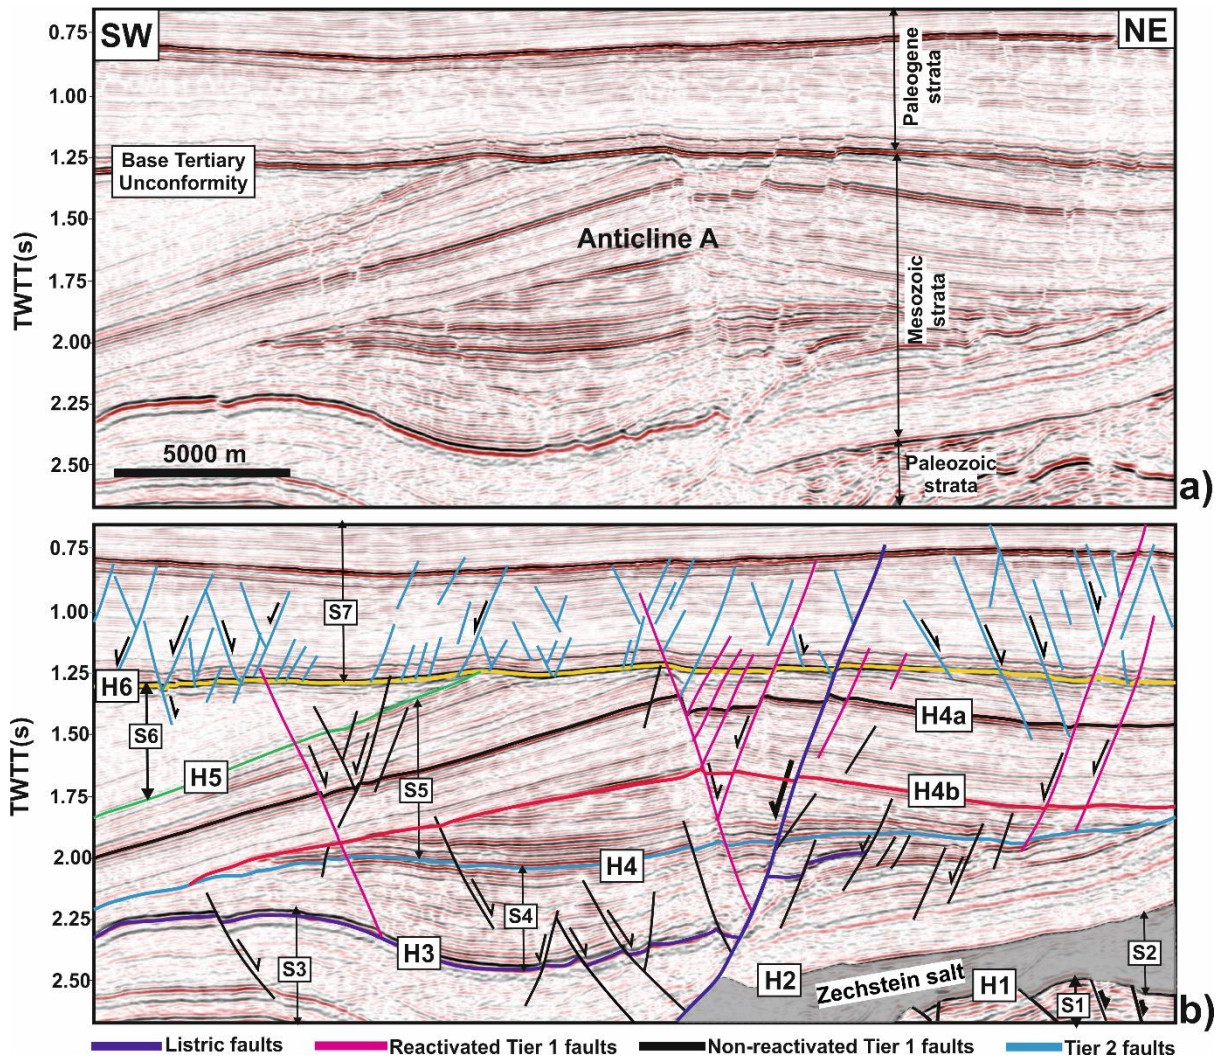 SW
NE
0.75
1.00
1.25
1.50
1.75
2.00
2.25
2.50
TWTT(s)
Paleogene
strata
Base Tertiary
Unconformity
Anticline A
Mesozoic
strata
5000 m
Paleozoic
strata
a)
0.75
1.00
1.25
1.50
1.75
2.00
2.25
2.50
TWTT(s)
S7
H6
S6
H5
S5
H4a
H4b
H4
S4
H3
S3
H2
Zechstein salt
H1
S2
S1
b)
Listric faults
Reactivated Tier 1 faults
Non-reactivated Tier 1 faults
Tier 2 faults